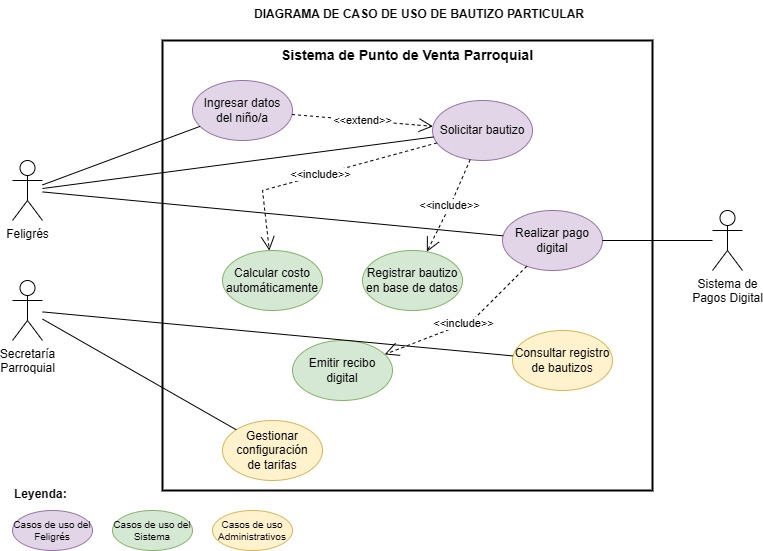 DIAGRAMA DE CASO DE USO DE BAUTIZO PARTICULAR
Sistema de Punto de Venta Parroquial
Ingresar datos
del niño/a
<<extend>>
Solicitar bautizo
<<include>>
<<include>>
Feligrés
Realizar pago
digital
Sistema de
Pagos Digital
Calcular costo
automáticamente
Registrar bautizo
en base de datos
<<include>>
Secretaría
Parroquial
Emitir recibo
digital
Consultar registro
de bautizos
Gestionar
configuración
de tarifas
Leyenda:
Casos de uso del
Feligrés
Casos de uso del
Sistema
Casos de uso
Administrativos